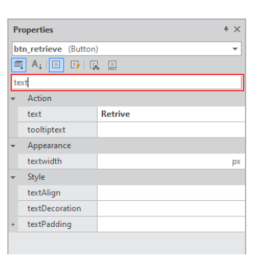 Properties
btn_retrieve (Button)
text
Action
text Retrive
tooltiptext
Appearance
textwidth px
Style
textAlign
textDecoration
textPadding